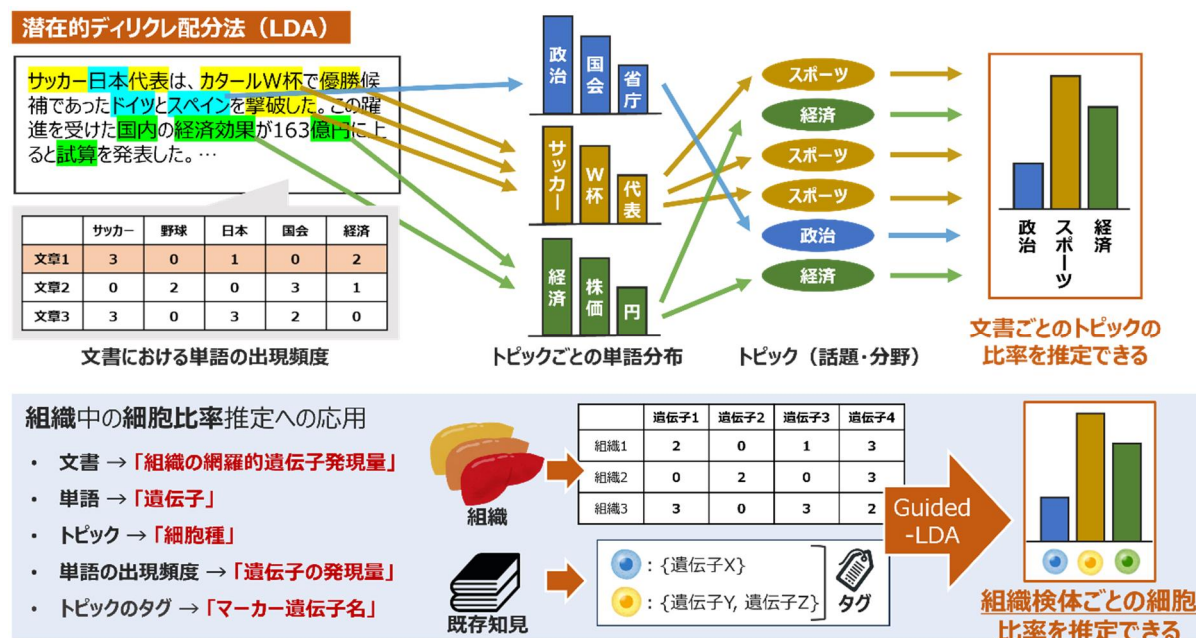 潜在的ディリクレ配分法（LDA）
サッカー日本代表は、カタールW杯で優勝候
補であったドイツとスペインを撃破した。この躍
進を受けた国内の経済効果が163億円に上
ると試算を発表した。…
サッカー 野球 日本 国会 経済
文章1 3 0 1 0 2
文章2 0 2 0 3 1
文章3 3 0 3 2 0
文書における単語の出現頻度
政治 国会 省庁
サッカー W杯 代表
経済 株価 円
トピックごとの単語分布
スポーツ
経済
スポーツ
スポーツ
政治
経済
トピック（話題・分野）
政治 スポーツ 経済
文書ごとのトピックの
比率を推定できる
組織中の細胞比率推定への応用
・ 文書 → 「組織の網羅的遺伝子発現量」
・ 単語 → 「遺伝子」
・ トピック → 「細胞種」
・ 単語の出現頻度 → 「遺伝子の発現量」
・ トピックのタグ → 「マーカー遺伝子名」
組織
既存知見
遺伝子1 遺伝子2 遺伝子3 遺伝子4
組織1 2 0 1 3
組織2 0 2 0 3
組織3 3 0 3 2
：{遺伝子X}
：{遺伝子Y, 遺伝子Z}
タグ
Guided
-LDA
組織検体ごとの細胞
比率を推定できる